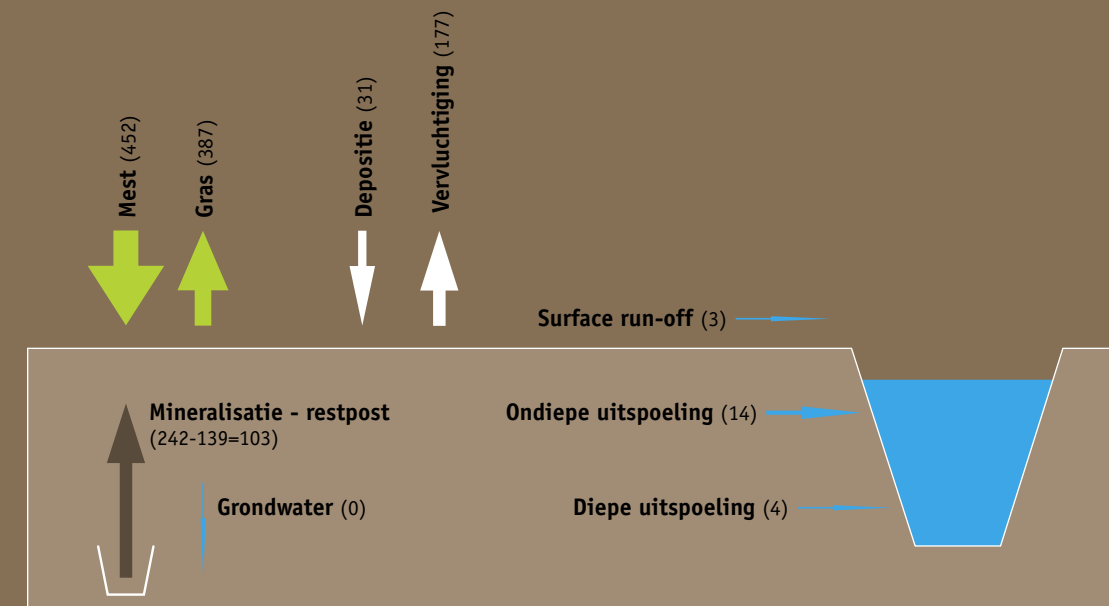 Mest (452)
Gras (387)
Depositie (31)
Vervluchtiging (177)
Surface run-off (3)
Mineralisatie - restpost
(242-139=103)
Ondiepe uitspoeling (14)
Grondwater (0)
Diepe uitspoeling (4)